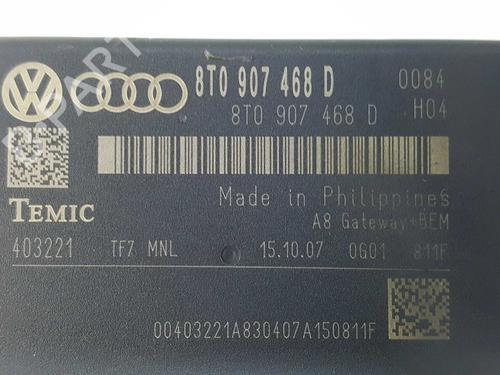 8T0 907 468 D 0084
8T0 907 468 D H04
Made in Philippines
TEMIC A8 Gateway+BEM
403221 TF7 MNL 15.10.07 0G01 811F
00403221A830407A150811F